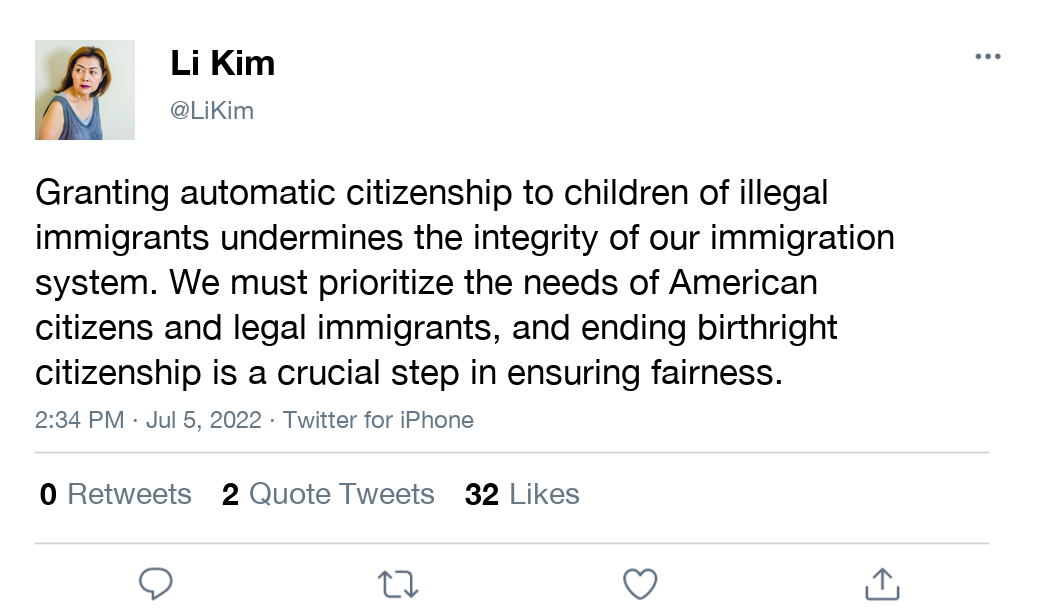 Li Kim
@LiKim
Granting automatic citizenship to children of illegal
immigrants undermines the integrity of our immigration
system. We must prioritize the needs of American
citizens and legal immigrants, and ending birthright
citizenship is a crucial step in ensuring fairness.
2:34 PM · Jul 5, 2022 · Twitter for iPhone
0 Retweets 2 Quote Tweets 32 Likes